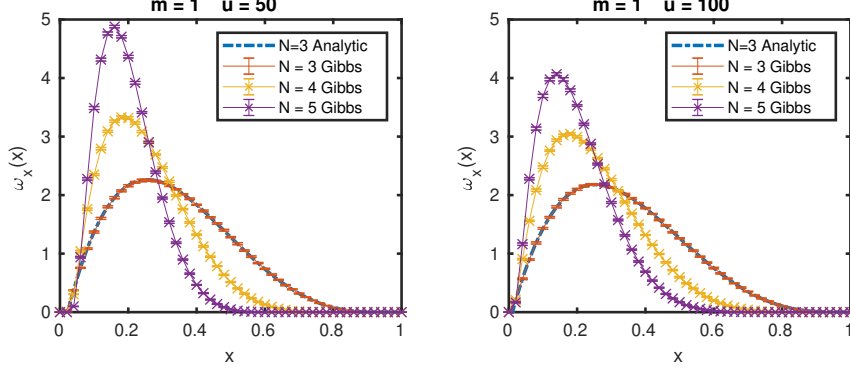 m = 1 u = 50
5
4
3
2
1
0
ω_x(x)
N=3 Analytic
N = 3 Gibbs
N = 4 Gibbs
N = 5 Gibbs
0 0.2 0.4 0.6 0.8 1
x
m = 1 u = 100
5
4
3
2
1
0
ω_x(x)
N=3 Analytic
N = 3 Gibbs
N = 4 Gibbs
N = 5 Gibbs
0 0.2 0.4 0.6 0.8 1
x